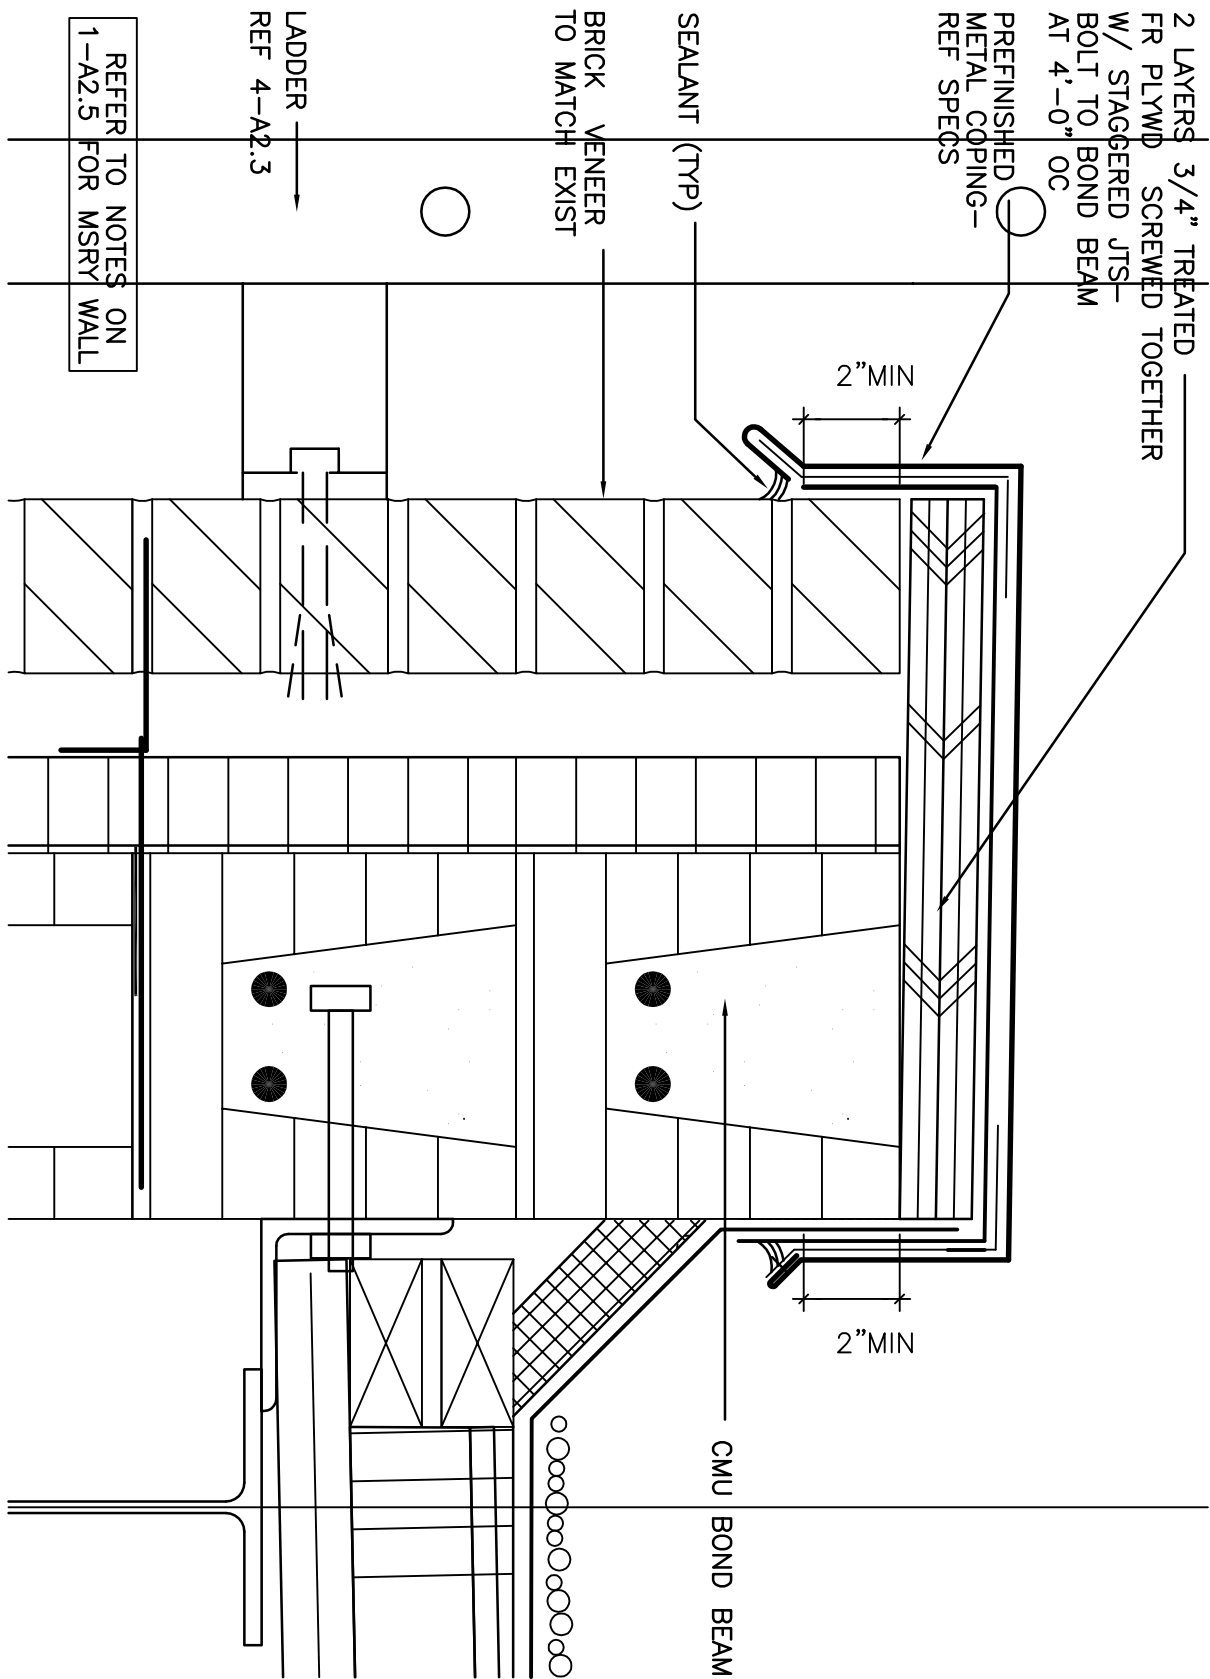 2 LAYERS 3/4" TREATED
FR PLYWD SCREWED TOGETHER
W/ STAGGERED JTS-
BOLT TO BOND BEAM
AT 4'-0" OC
PREFINISHED
METAL COPING-
REF SPECS
SEALANT (TYP)
BRICK VENEER
TO MATCH EXIST
LADDER
REF 4-A2.3
REFER TO NOTES ON
1-A2.5 FOR MSRY WALL
2"MIN
2"MIN
CMU BOND BEAM